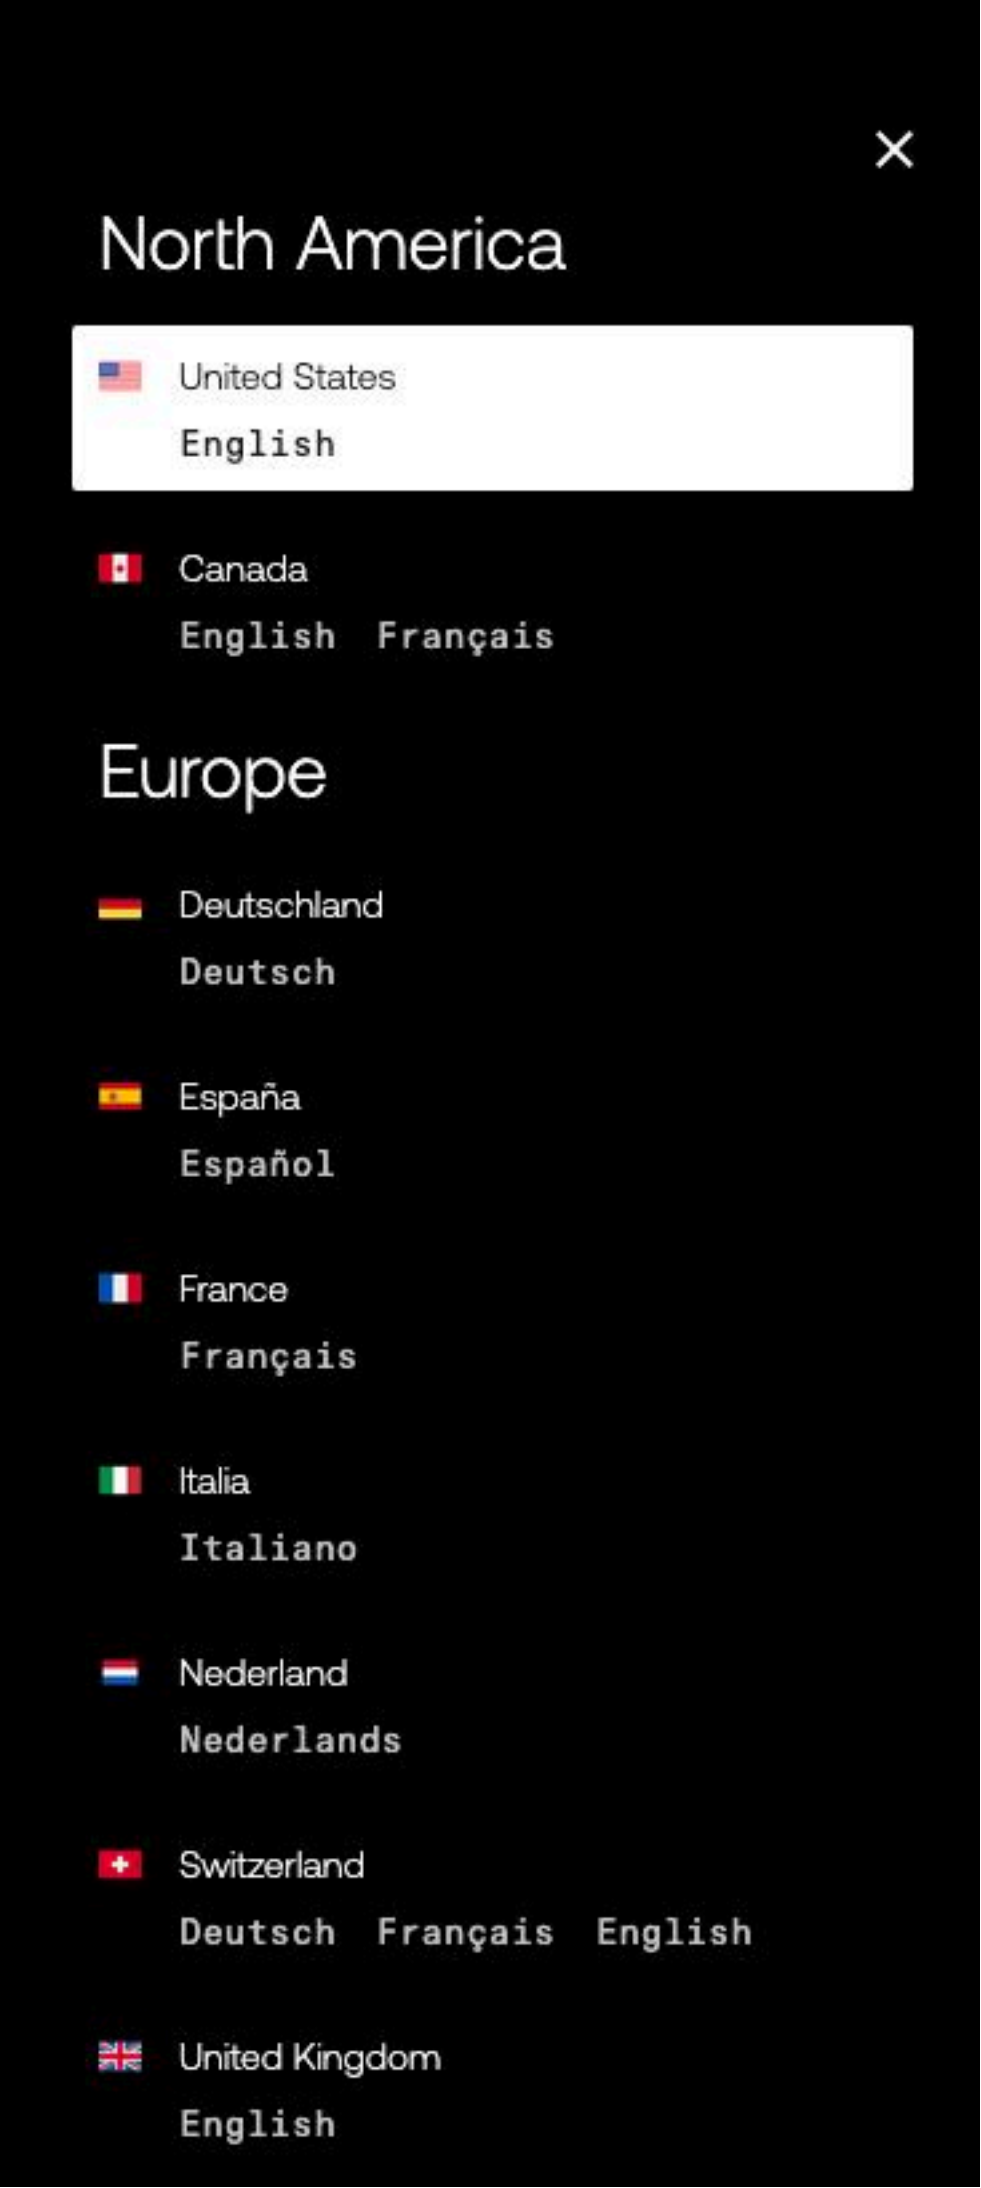 North America
United States
English
Canada
English Français
Europe
Deutschland
Deutsch
España
Español
France
Français
Italia
Italiano
Nederland
Nederlands
Switzerland
Deutsch Français English
United Kingdom
English